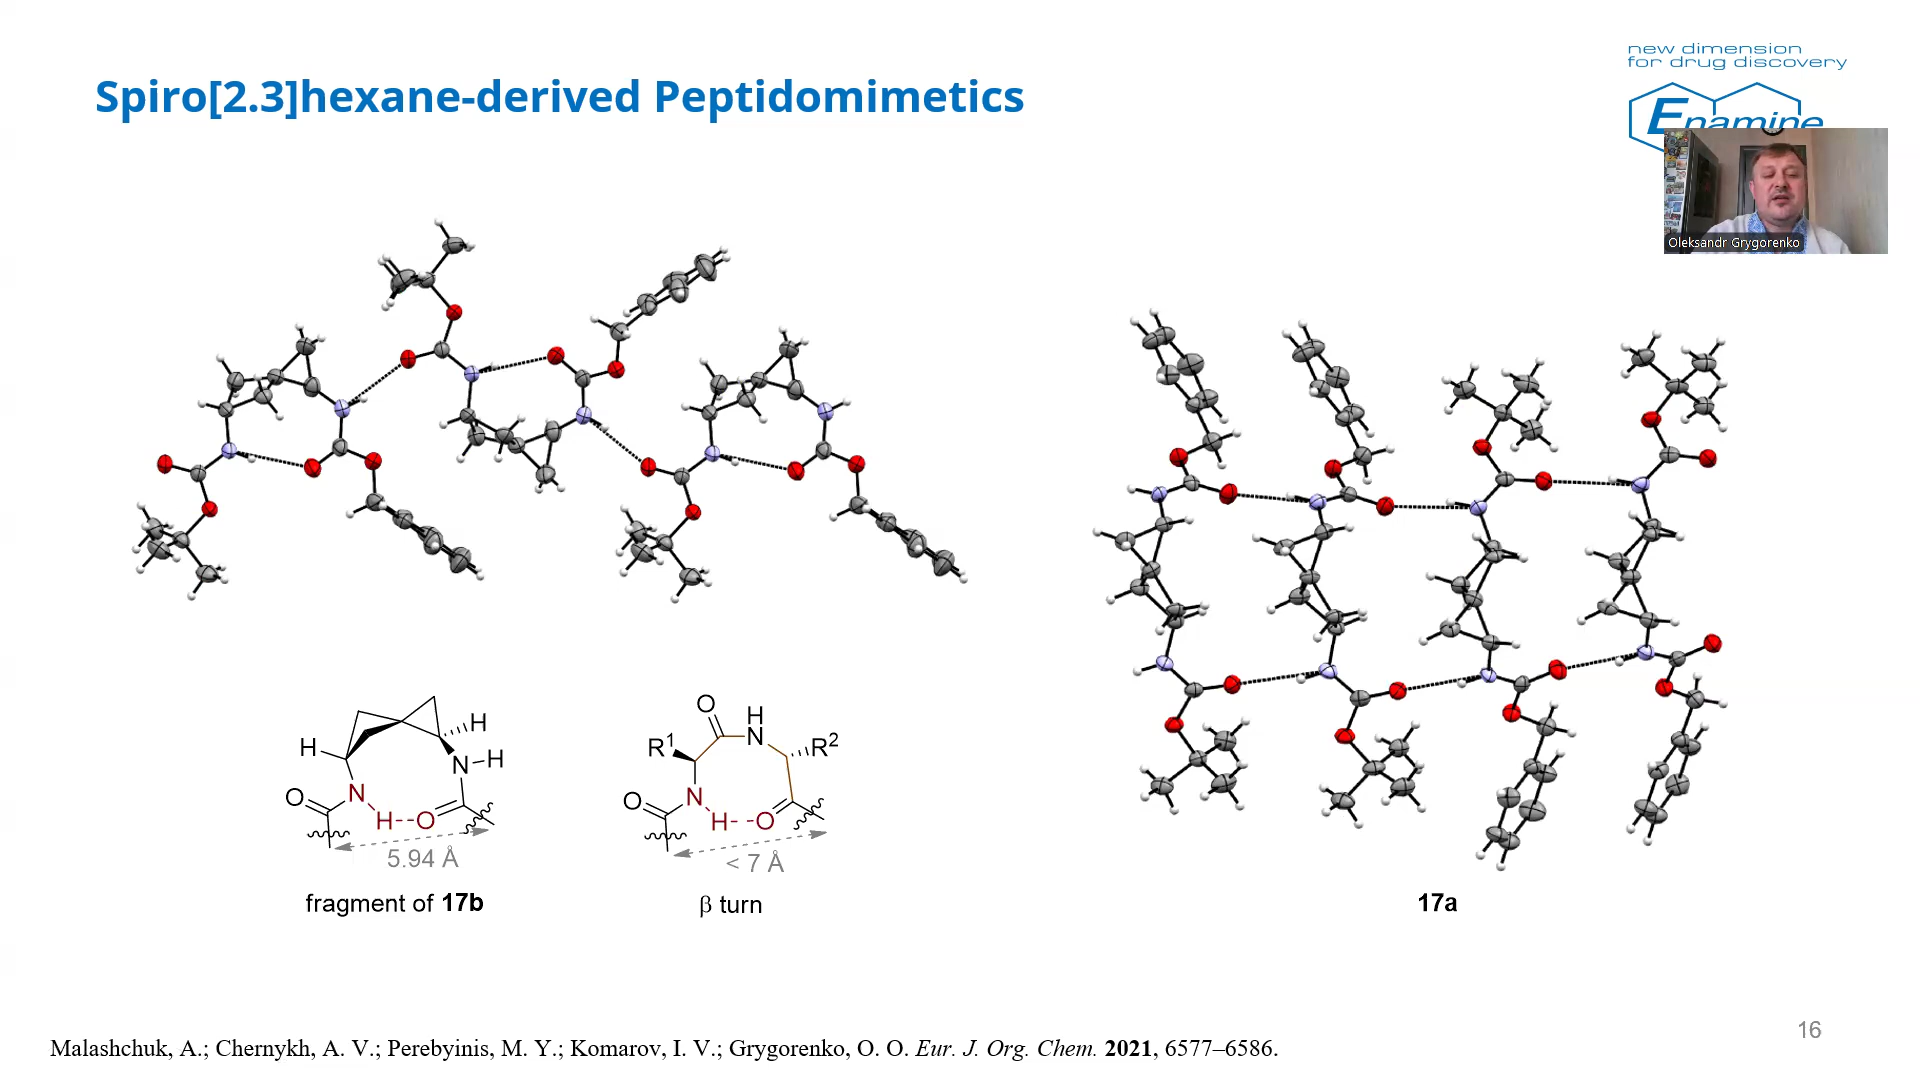 new dimension
for drug discovery
Spiro[2.3]hexane-derived Peptidomimetics
Enamine
Oleksandr Grygorenko
H
H
N–H
O
N
H
O
5.94 Å
fragment of 17b
O
H
N
R¹
R²
O
N
H
O
< 7 Å
β turn
17a
16
Malashchuk, A.; Chernykh, A. V.; Perebyinis, M. Y.; Komarov, I. V.; Grygorenko, O. O. Eur. J. Org. Chem. 2021, 6577–6586.